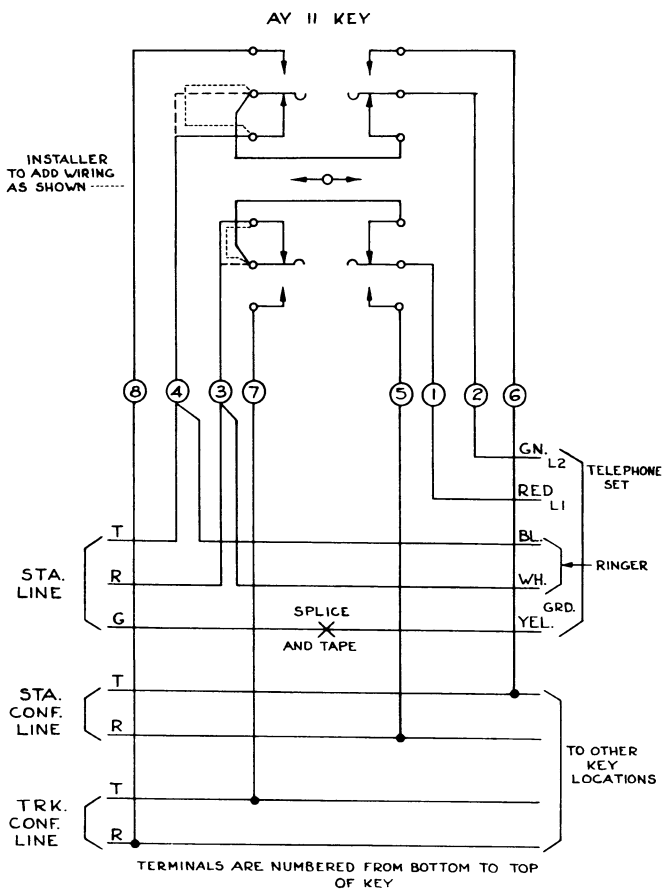 AY 11 KEY
INSTALLER
TO ADD WIRING
AS SHOWN
8
4
3
7
5
1
2
6
GN.
L2
TELEPHONE
SET
RED
L1
T
BL.
STA.
LINE
R
RINGER
WH.
GRD.
G
SPLICE
AND TAPE
YEL.
STA.
CONF.
LINE
T
R
TO OTHER
KEY
LOCATIONS
TRK.
CONF.
LINE
T
R
TERMINALS ARE NUMBERED FROM BOTTOM TO TOP
OF KEY